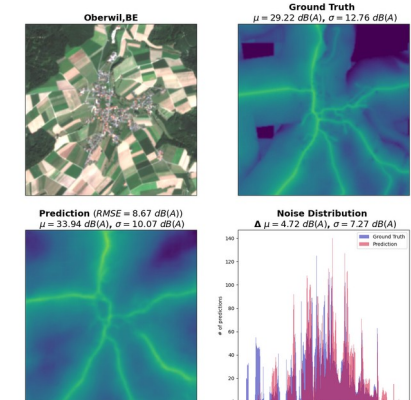 Oberwil,BE
Ground Truth
μ = 29.22 dB(A), σ = 12.76 dB(A)
Prediction (RMSE = 8.67 dB(A))
μ = 33.94 dB(A), σ = 10.07 dB(A)
Noise Distribution
Δ μ = 4.72 dB(A), σ = 7.27 dB(A)
Ground Truth
Prediction
# of predictions
140
120
100
80
60
40
20